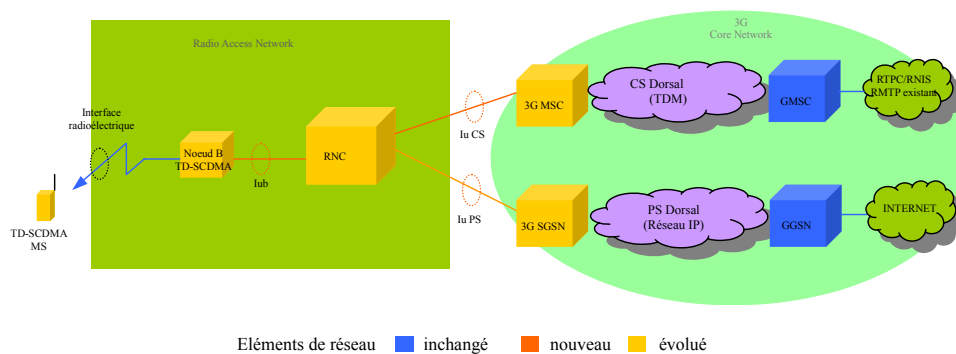 Radio Access Network
3G
Core Network
Interface
radioélectrique
Noeud B
TD-SCDMA
Iub
RNC
Iu CS
Iu PS
3G MSC
CS Dorsal
(TDM)
GMSC
RTPC/RNIS
RMTP existant
TD-SCDMA
MS
3G SGSN
PS Dorsal
(Réseau IP)
GGSN
INTERNET
Eléments de réseau inchangé nouveau évolué